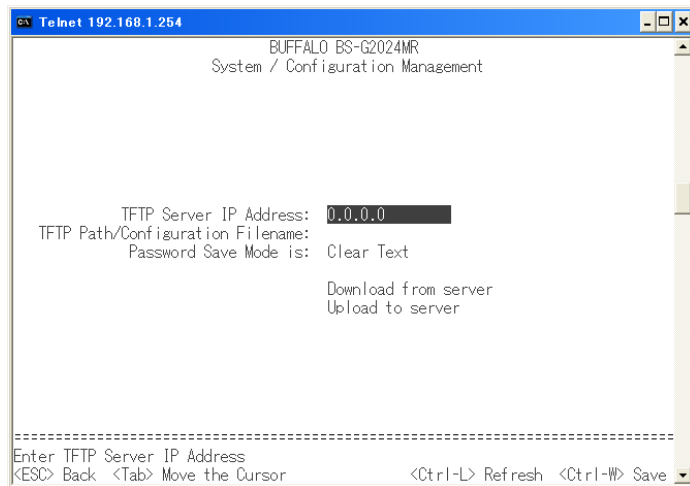 Telnet 192.168.1.254
BUFFALO BS-G2024MR
System / Configuration Management
TFTP Server IP Address: 0.0.0.0
TFTP Path/Configuration Filename:
Password Save Mode is: Clear Text
Download from server
Upload to server
================================================================================
Enter TFTP Server IP Address
<ESC> Back <Tab> Move the Cursor <Ctrl-L> Refresh <Ctrl-W> Save